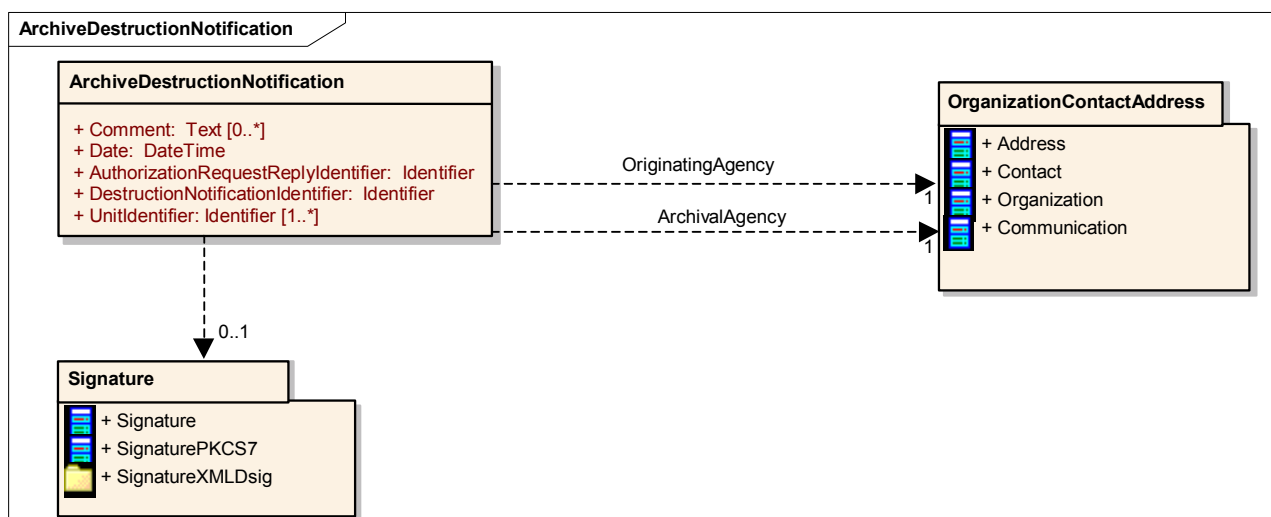 ArchiveDestructionNotification
ArchiveDestructionNotification
+ Comment: Text [0..*]
+ Date: DateTime
+ AuthorizationRequestReplyIdentifier: Identifier
+ DestructionNotificationIdentifier: Identifier
+ UnitIdentifier: Identifier [1..*]
OriginatingAgency
1
ArchivalAgency
1
OrganizationContactAddress
+ Address
+ Contact
+ Organization
+ Communication
0..1
Signature
+ Signature
+ SignaturePKCS7
+ SignatureXMLDsig